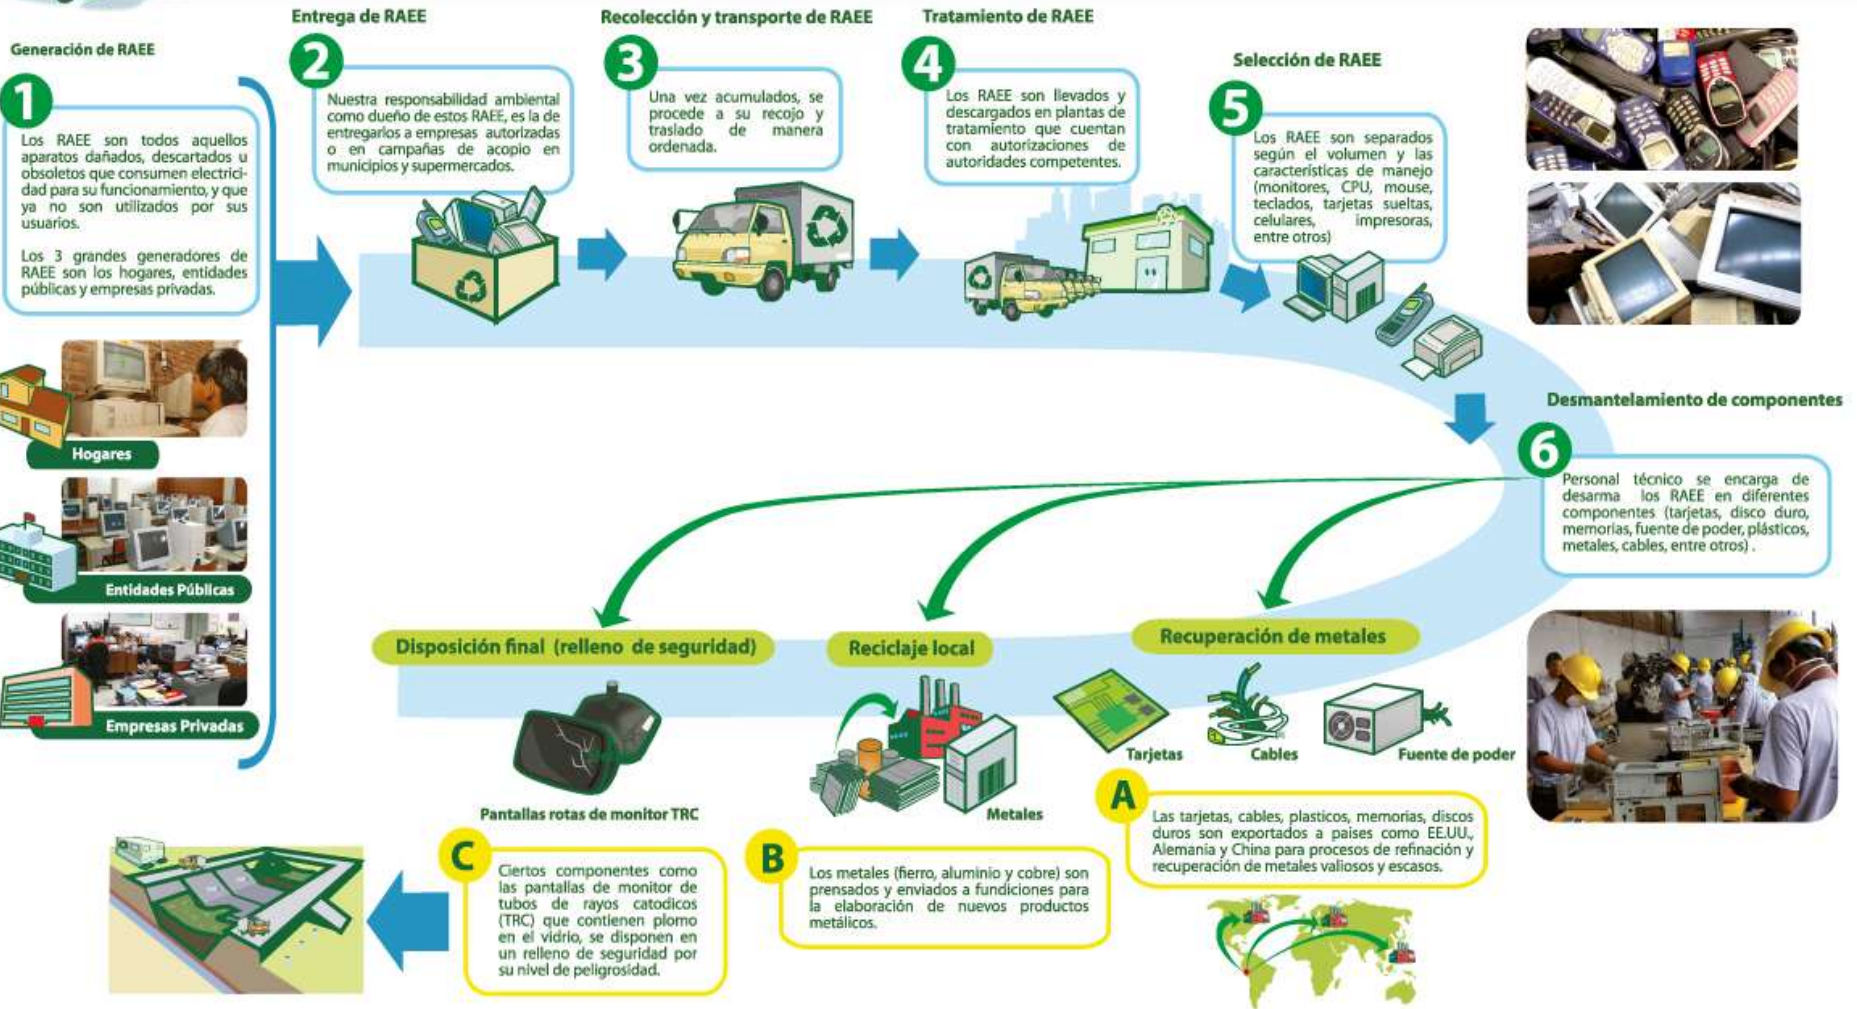 Generación de RAEE
1
Los RAEE son todos aquellos
aparatos dañados, descartados u
obsoletos que consumen electrici-
dad para su funcionamiento, y que
ya no son utilizados por sus
usuarios.
Los 3 grandes generadores de
RAEE son los hogares, entidades
públicas y empresas privadas.
Hogares
Entidades Públicas
Empresas Privadas
Entrega de RAEE
2
Nuestra responsabilidad ambiental
como dueño de estos RAEE, es la de
entregarlos a empresas autorizadas
o en campañas de acopio en
municipios y supermercados.
Recolección y transporte de RAEE
3
Una vez acumulados, se
procede a su recojo y
traslado de manera
ordenada.
Tratamiento de RAEE
4
Los RAEE son llevados y
descargados en plantas de
tratamiento que cuentan
con autorizaciones de
autoridades competentes.
Selección de RAEE
5
Los RAEE son separados
según el volumen y las
características de manejo
(monitores, CPU, mouse,
teclados, tarjetas sueltas,
celulares, impresoras,
entre otros)
Desmantelamiento de componentes
6
Personal técnico se encarga de
desarma los RAEE en diferentes
componentes (tarjetas, disco duro,
memorias, fuente de poder, plásticos,
metales, cables, entre otros) .
Recuperación de metales
Tarjetas
Cables
Fuente de poder
A
Las tarjetas, cables, plasticos, memorias, discos
duros son exportados a paises como EE.UU.,
Alemania y China para procesos de refinación y
recuperación de metales valiosos y escasos.
Reciclaje local
Metales
B
Los metales (fierro, aluminio y cobre) son
prensados y enviados a fundiciones para
la elaboración de nuevos productos
metálicos.
Disposición final (relleno de seguridad)
Pantallas rotas de monitor TRC
C
Ciertos componentes como
las pantallas de monitor de
tubos de rayos catodicos
(TRC) que contienen plomo
en el vidrio, se disponen en
un relleno de seguridad por
su nivel de peligrosidad.